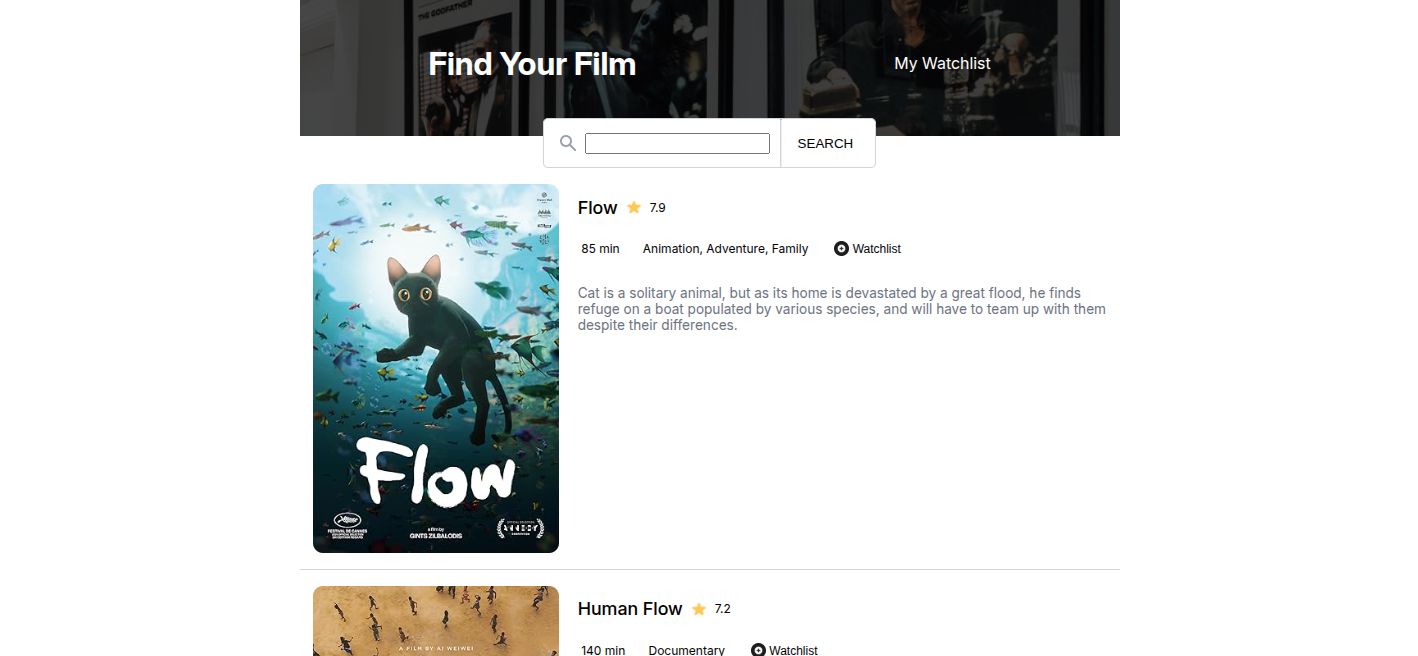 THE GODFATHER
Find Your Film
My Watchlist
SEARCH
Flow
7.9
85 min
Animation, Adventure, Family
Watchlist
Cat is a solitary animal, but as its home is devastated by a great flood, he finds
refuge on a boat populated by various species, and will have to team up with them
despite their differences.
Flow
FESTIVAL DE CANNES
a film by
GINTS ZILBALODIS
Human Flow
7.2
A FILM BY AI WEIWEI
140 min
Documentary
Watchlist